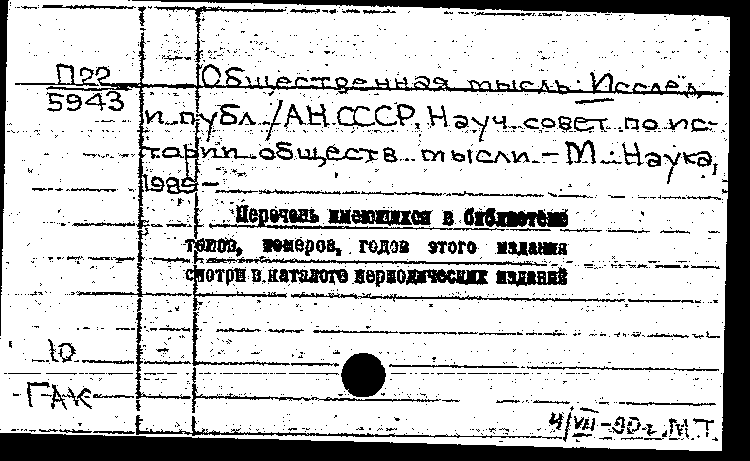 П22
5943
Общественная мысль: Исслед.
и публ./АН СССР. Науч. совет по ис-
тории обществ. мысли. – М.: Наука,
1989 –
Перечень имеющихся в библиотеке
томов, номеров, годов этого издания
смотри в каталоге периодических изданий
10
ГАК
4/VII-90г. М.Т.